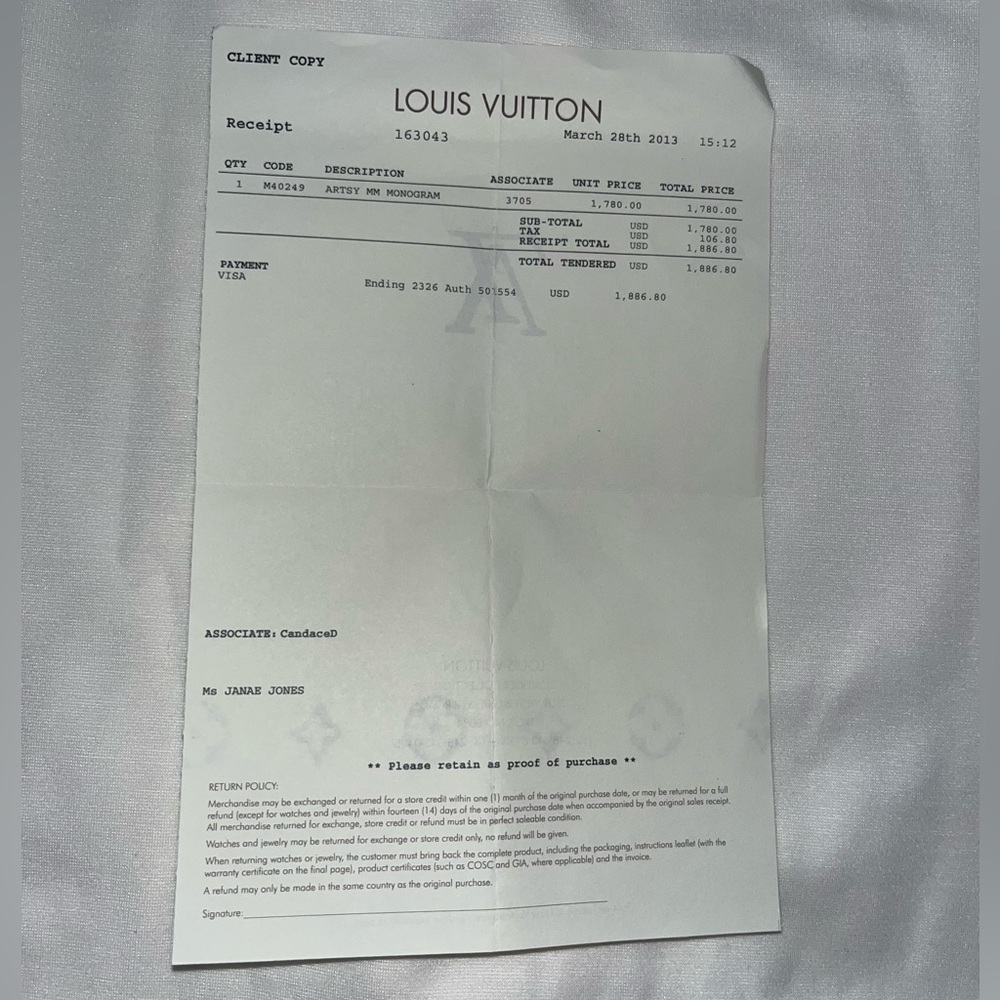 CLIENT COPY
LOUIS VUITTON
Receipt 163043 March 28th 2013 15:12
QTY CODE DESCRIPTION ASSOCIATE UNIT PRICE TOTAL PRICE
1 M40249 ARTSY MM MONOGRAM 3705 1,780.00 1,780.00
SUB-TOTAL USD 1,780.00
TAX USD 106.80
RECEIPT TOTAL USD 1,886.80
TOTAL TENDERED USD 1,886.80
PAYMENT
VISA Ending 2326 Auth 501554 USD 1,886.80
ASSOCIATE: CandaceD
Ms JANAE JONES
** Please retain as proof of purchase **
RETURN POLICY:
Merchandise may be exchanged or returned for a store credit within one (1) month of the original purchase date, or may be returned for a full
refund (except for watches and jewelry) within fourteen (14) days of the original purchase date when accompanied by the original sales receipt.
All merchandise returned for exchange, store credit or refund must be in perfect saleable condition.
Watches and jewelry may be returned for exchange or store credit only, no refund will be given.
When returning watches or jewelry, the customer must bring back the complete product, including the packaging, instructions leaflet (with the
warranty certificate on the final page), product certificates (such as COSC and GIA, where applicable) and the invoice.
A refund may only be made in the same country as the original purchase.
Signature: